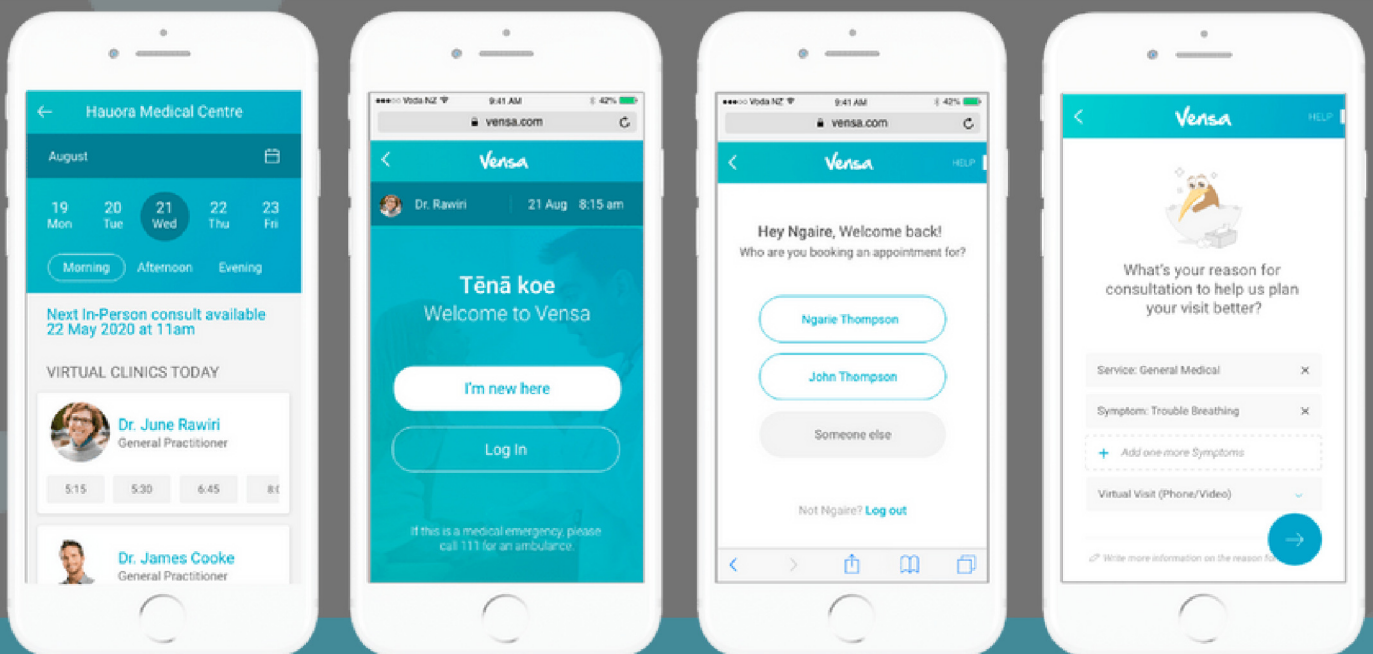 Hauora Medical Centre
August
19 20 21 22 23
Mon Tue Wed Thu Fri
Morning Afternoon Evening
Next In-Person consult available
22 May 2020 at 11am
VIRTUAL CLINICS TODAY
Dr. June Rawiri
General Practitioner
5:15 5:30 6:45
Dr. James Cooke
General Practitioner
Voda NZ 9:41 AM 42%
vensa.com
Vensa
Dr. Rawiri 21 Aug 8:15 am
Tēnā koe
Welcome to Vensa
I'm new here
Log In
If this is a medical emergency, please
call 111 for an ambulance.
Voda NZ 9:41 AM 42%
vensa.com
Vensa HELP
Hey Ngaire, Welcome back!
Who are you booking an appointment for?
Ngarie Thompson
John Thompson
Someone else
Not Ngaire? Log out
Vensa HELP
What's your reason for
consultation to help us plan
your visit better?
Service: General Medical
Symptom: Trouble Breathing
+ Add one more Symptoms
Virtual Visit (Phone/Video)
Write more information on the reason